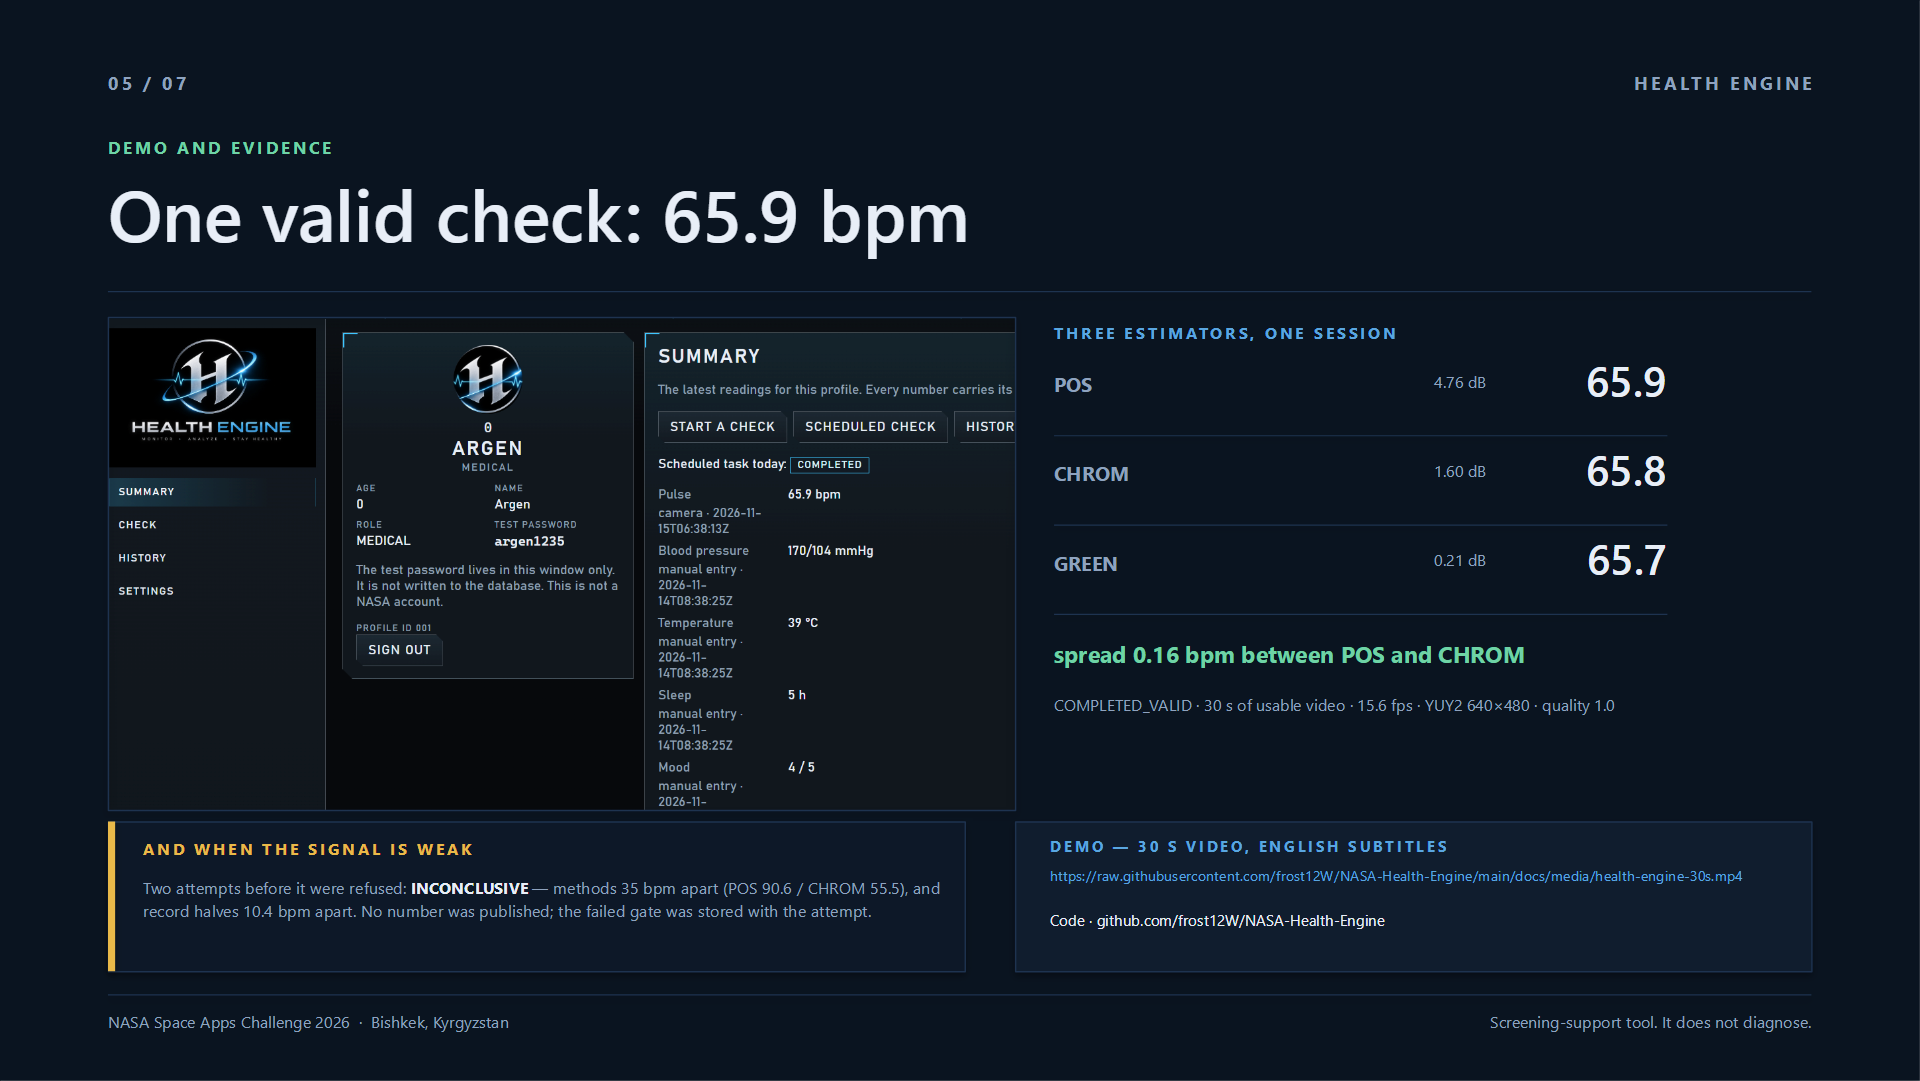 05 / 07
HEALTH ENGINE
DEMO AND EVIDENCE
One valid check: 65.9 bpm
HEALTH ENGINE
MONITOR · ANALYZE · STAY HEALTHY
SUMMARY
CHECK
HISTORY
SETTINGS
0
ARGEN
MEDICAL
AGE
NAME
0
Argen
ROLE
TEST PASSWORD
MEDICAL
argen1235
The test password lives in this window only.
It is not written to the database. This is not a
NASA account.
PROFILE ID 001
SIGN OUT
SUMMARY
The latest readings for this profile. Every number carries its
START A CHECK
SCHEDULED CHECK
HISTOR
Scheduled task today: COMPLETED
Pulse
65.9 bpm
camera · 2026-11-
15T06:38:13Z
Blood pressure
170/104 mmHg
manual entry ·
2026-11-
14T08:38:25Z
Temperature
39 °C
manual entry ·
2026-11-
14T08:38:25Z
Sleep
5 h
manual entry ·
2026-11-
14T08:38:25Z
Mood
4 / 5
manual entry ·
2026-11-
THREE ESTIMATORS, ONE SESSION
POS
4.76 dB
65.9
CHROM
1.60 dB
65.8
GREEN
0.21 dB
65.7
spread 0.16 bpm between POS and CHROM
COMPLETED_VALID · 30 s of usable video · 15.6 fps · YUY2 640×480 · quality 1.0
AND WHEN THE SIGNAL IS WEAK
Two attempts before it were refused: INCONCLUSIVE — methods 35 bpm apart (POS 90.6 / CHROM 55.5), and
record halves 10.4 bpm apart. No number was published; the failed gate was stored with the attempt.
DEMO — 30 S VIDEO, ENGLISH SUBTITLES
https://raw.githubusercontent.com/frost12W/NASA-Health-Engine/main/docs/media/health-engine-30s.mp4
Code · github.com/frost12W/NASA-Health-Engine
NASA Space Apps Challenge 2026 · Bishkek, Kyrgyzstan
Screening-support tool. It does not diagnose.